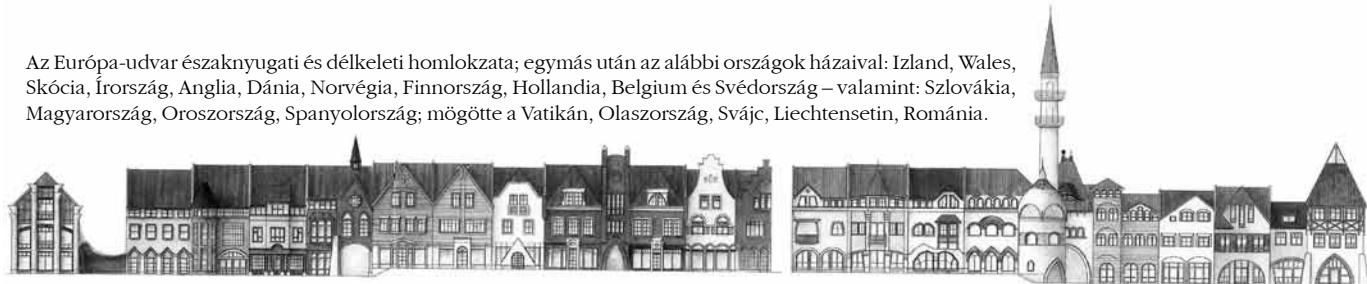 Az Európa-udvar északnyugati és délkeleti homlokzata; egymás után az alábbi országok házaival: Izland, Wales,
Skócia, Írország, Anglia, Dánia, Norvégia, Finnország, Hollandia, Belgium és Svédország – valamint: Szlovákia,
Magyarország, Oroszország, Spanyolország; mögötte a Vatikán, Olaszország, Svájc, Liechtensetin, Románia.